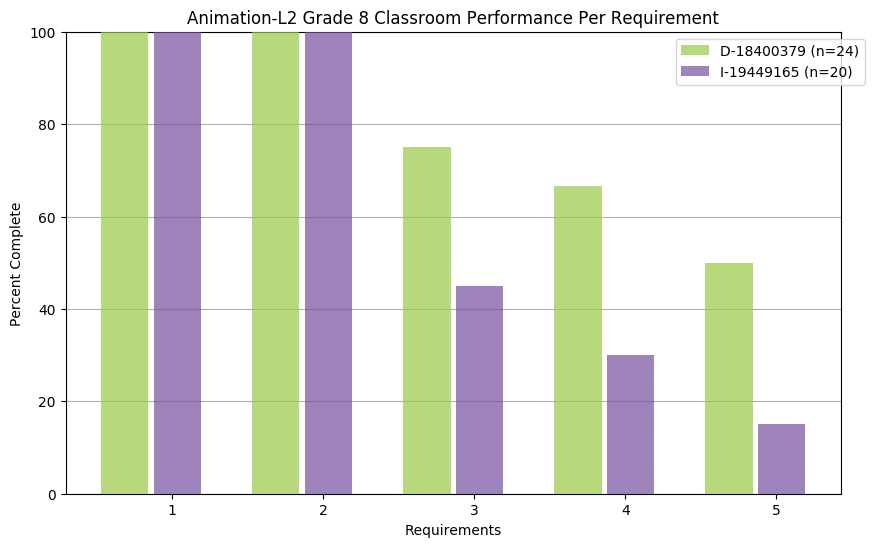 Animation-L2 Grade 8 Classroom Performance Per Requirement
D-18400379 (n=24)
I-19449165 (n=20)
Percent Complete
100
80
60
40
20
0
1 2 3 4 5
Requirements